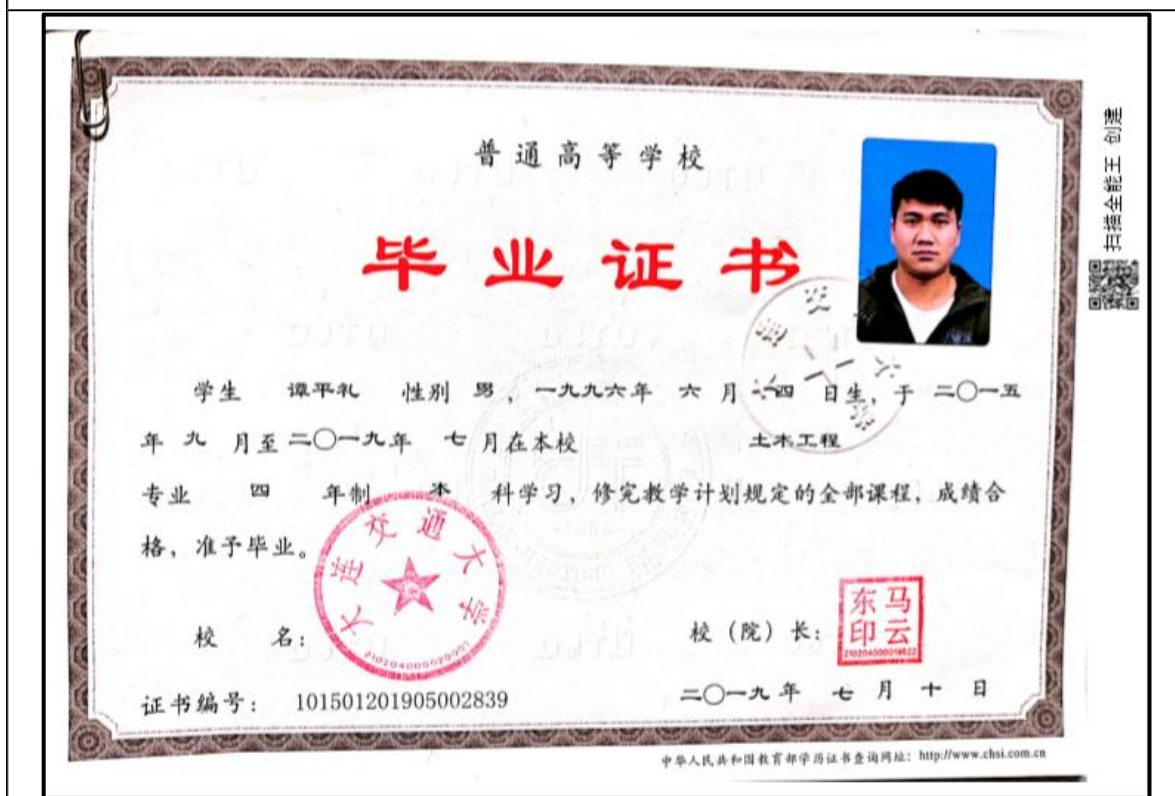 普通高等学校
毕业证书
学生 谭平礼 性别 男，一九九六年 六 月 十四 日生，于 二〇一五
年 九 月至 二〇一九年 七 月在本校 土木工程
专业 四 年制 本 科学习，修完教学计划规定的全部课程，成绩合
格，准予毕业。
大连交通大学
2102040000
校 名：
校（院）长：
马云东印
证书编号： 101501201905002839
二〇一九年 七 月 十 日
中华人民共和国教育部学历证书查询网址：http://www.chsi.com.cn
扫描全能王 创建